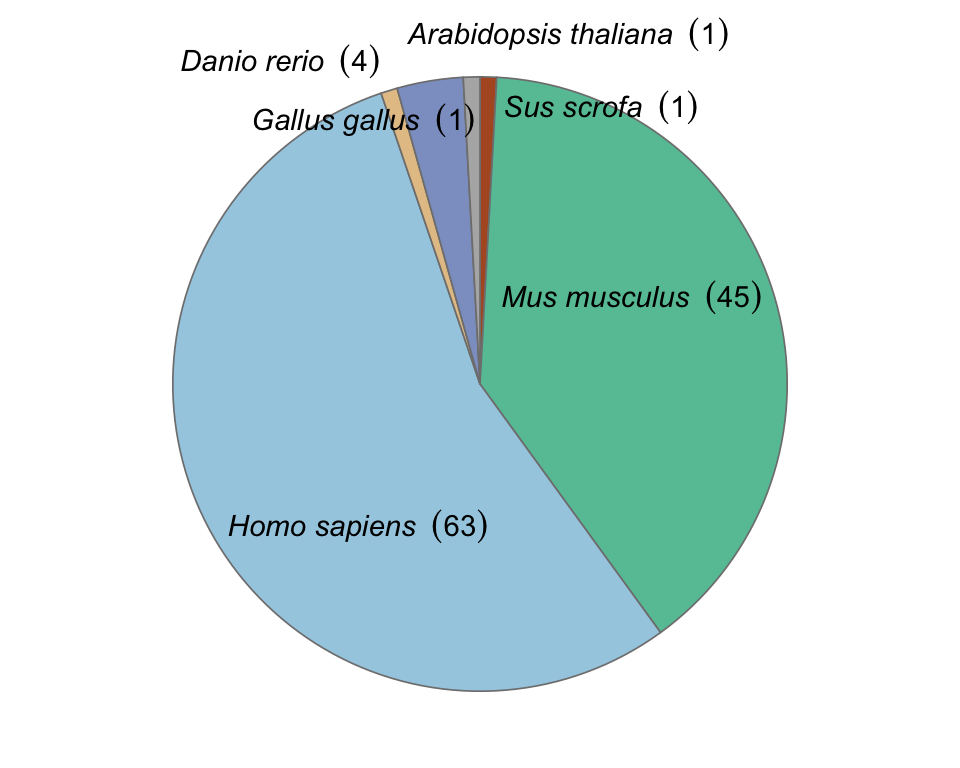 Arabidopsis thaliana (1)
Danio rerio (4)
Sus scrofa (1)
Gallus gallus (1)
Mus musculus (45)
Homo sapiens (63)